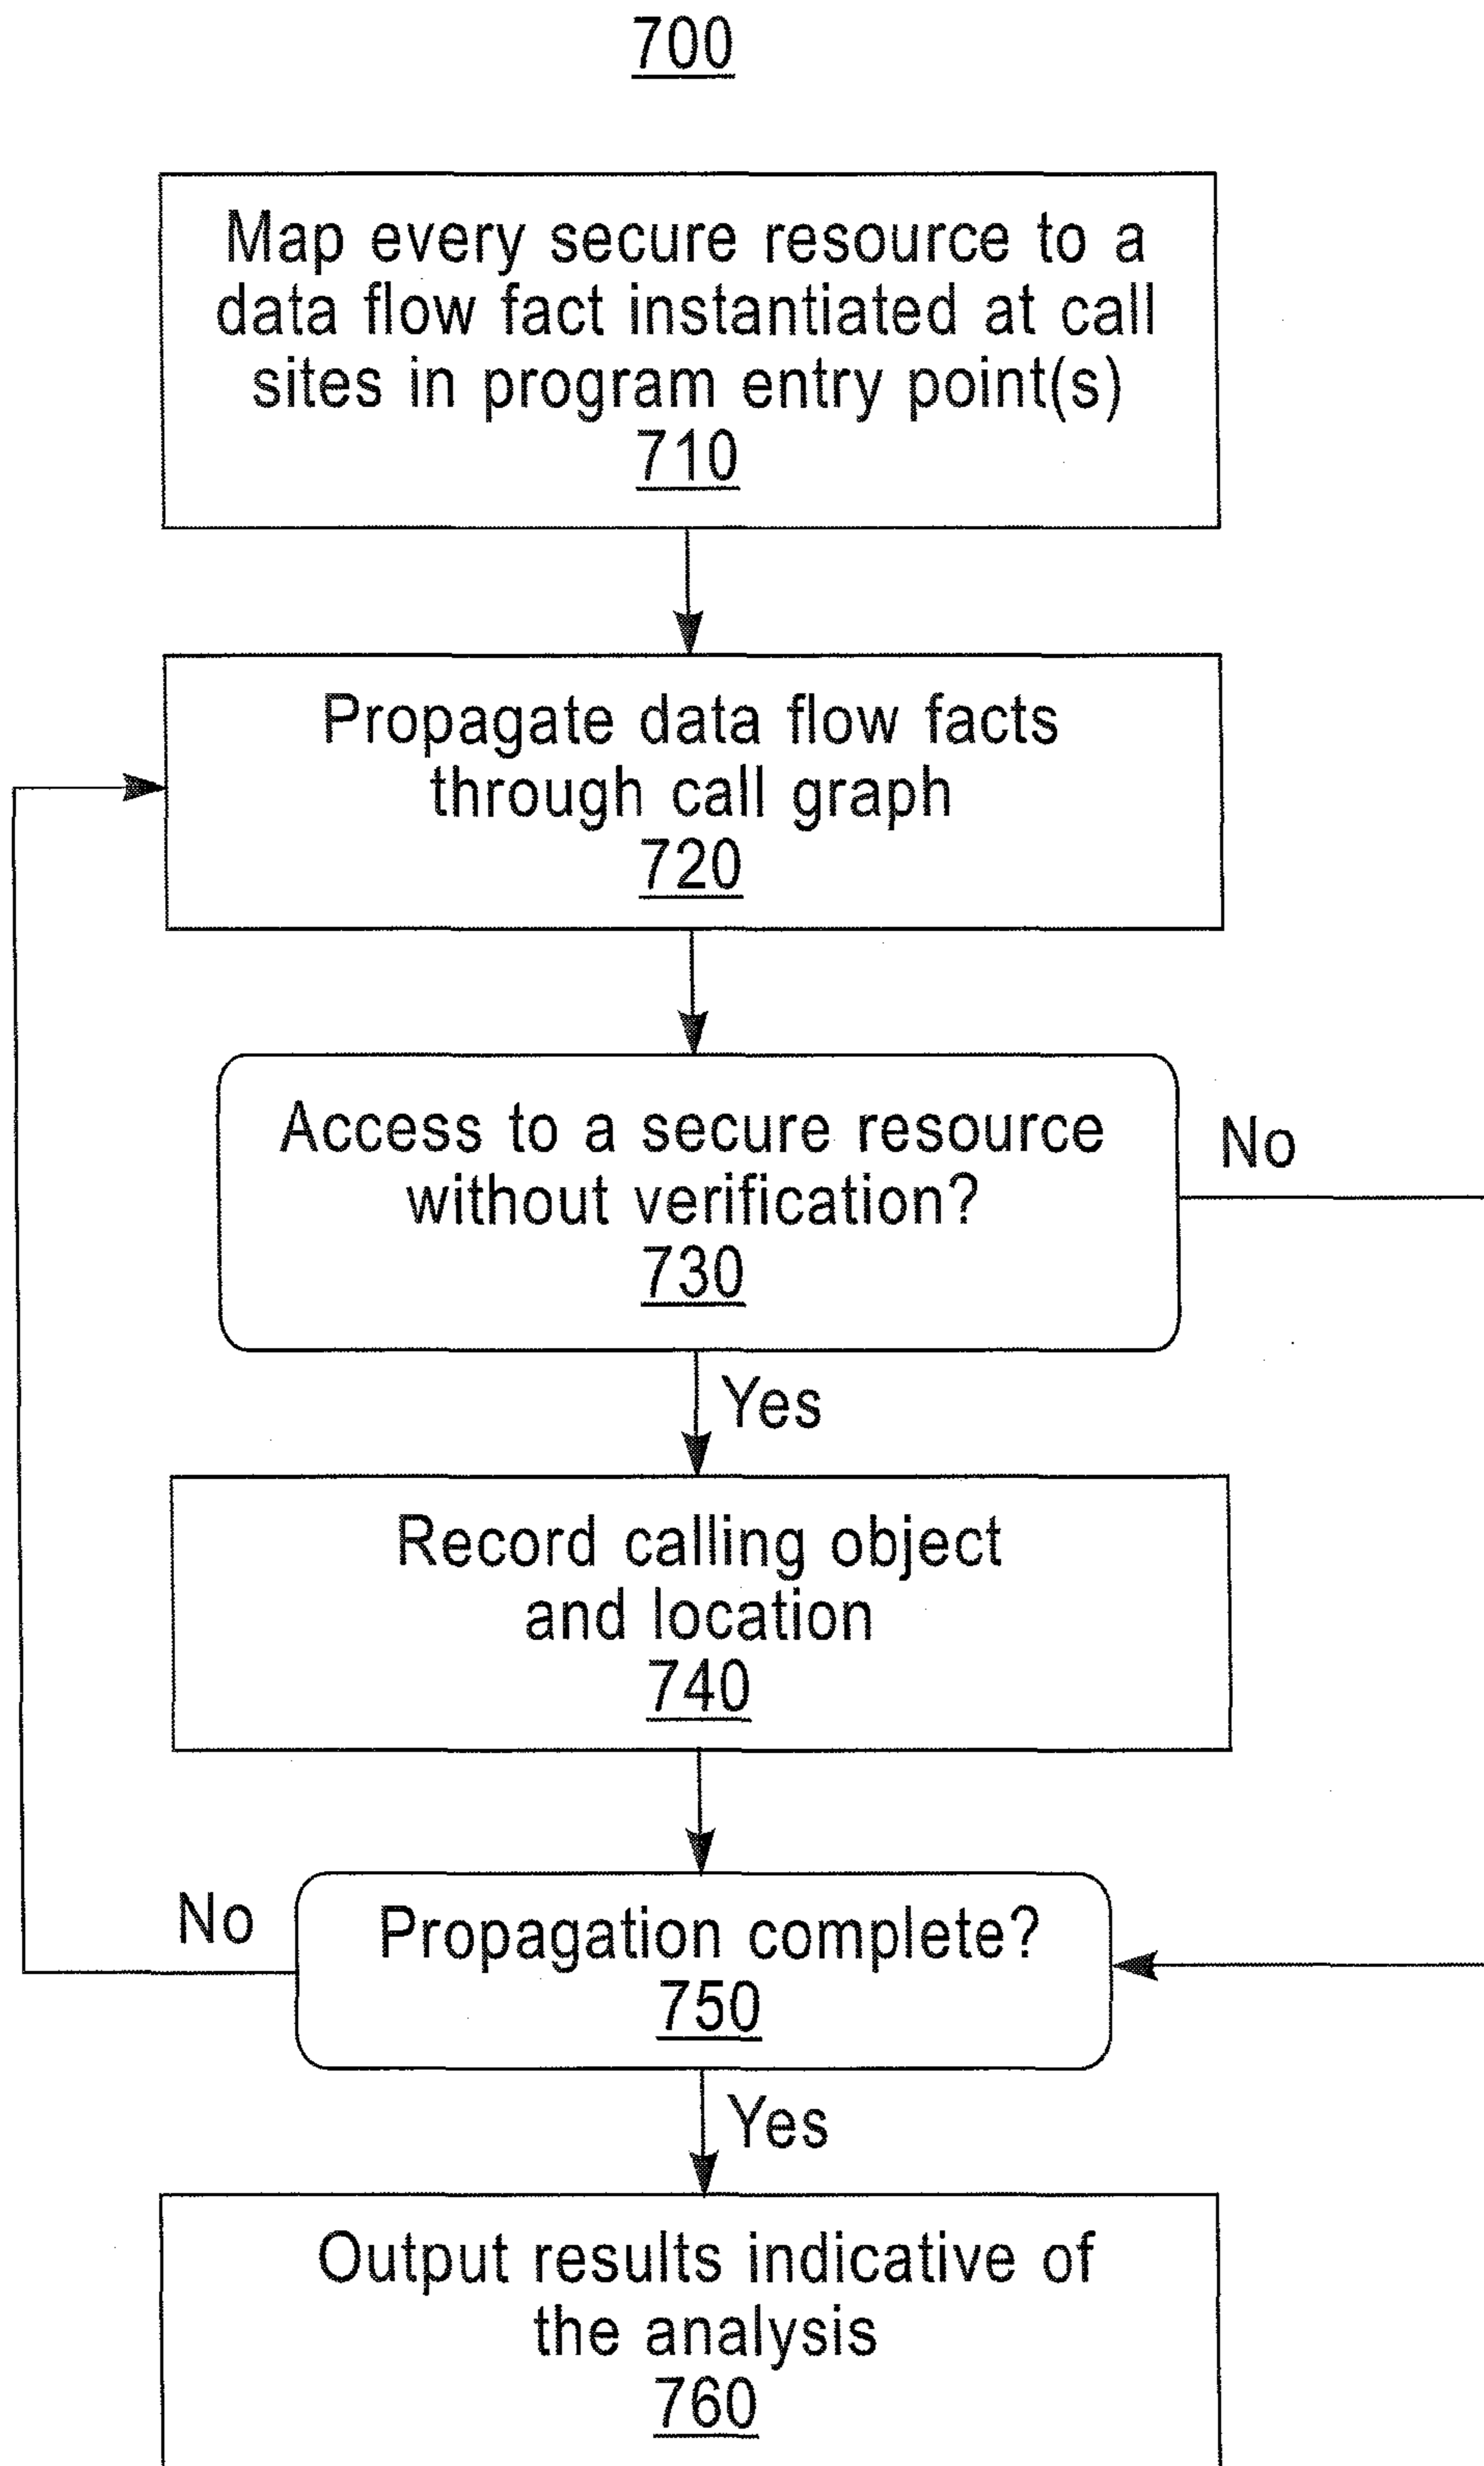 700
Map every secure resource to a
data flow fact instantiated at call
sites in program entry point(s)
710
Propagate data flow facts
through call graph
720
Access to a secure resource
without verification?
730
No
Yes
Record calling object
and location
740
No
Propagation complete?
750
Yes
Output results indicative of
the analysis
760